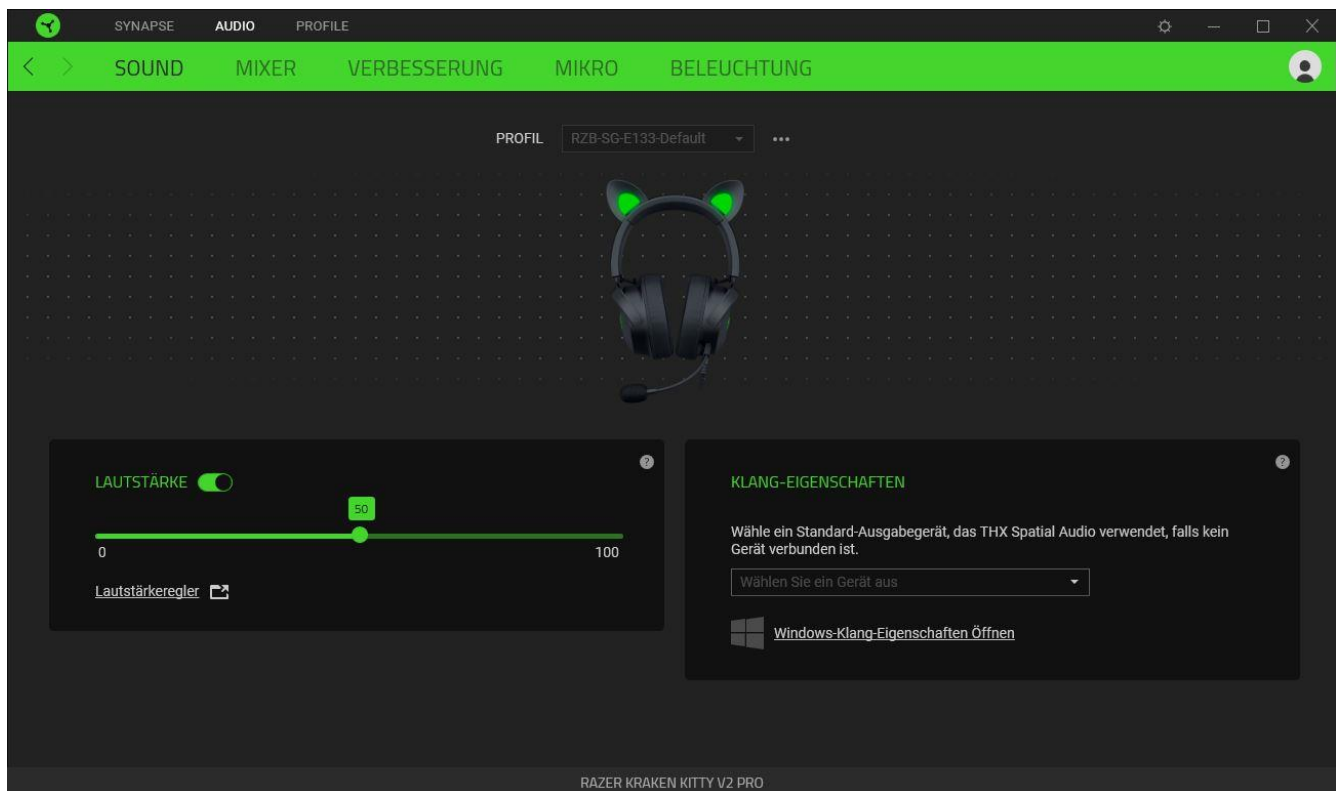 SYNAPSE AUDIO PROFILE
SOUND MIXER VERBESSERUNG MIKRO BELEUCHTUNG
PROFIL RZB-SG-E133-Default
LAUTSTÄRKE
50
0 100
Lautstärkeregler
KLANG-EIGENSCHAFTEN
Wähle ein Standard-Ausgabegerät, das THX Spatial Audio verwendet, falls kein
Gerät verbunden ist.
Wählen Sie ein Gerät aus
Windows-Klang-Eigenschaften Öffnen
RAZER KRAKEN KITTY V2 PRO